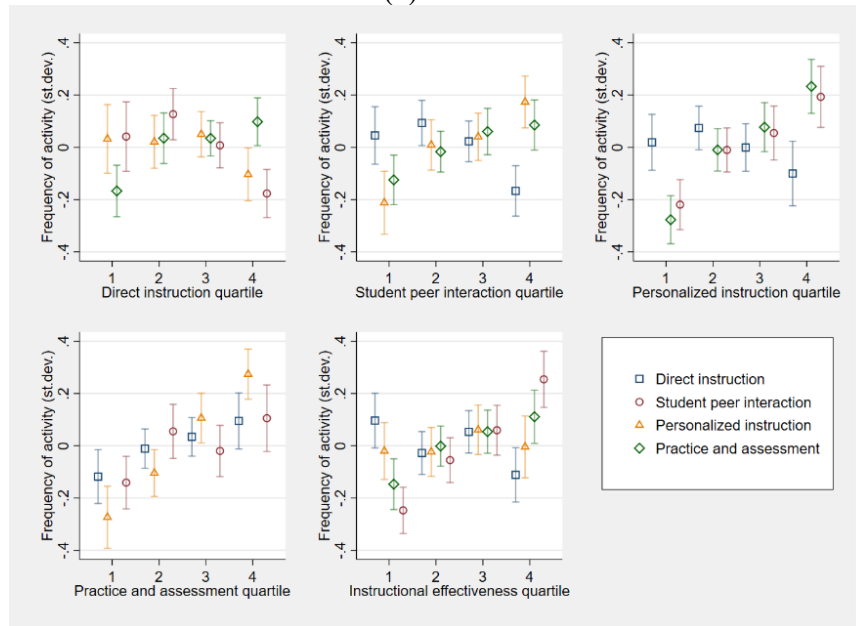 Frequency of activity (st.dev.)
.4
.2
0
-.2
-.4
1 2 3 4
Direct instruction quartile
Frequency of activity (st.dev.)
.4
.2
0
-.2
-.4
1 2 3 4
Student peer interaction quartile
Frequency of activity (st.dev.)
.4
.2
0
-.2
-.4
1 2 3 4
Personalized instruction quartile
Frequency of activity (st.dev.)
.4
.2
0
-.2
-.4
1 2 3 4
Practice and assessment quartile
Frequency of activity (st.dev.)
.4
.2
0
-.2
-.4
1 2 3 4
Instructional effectiveness quartile
Direct instruction
Student peer interaction
Personalized instruction
Practice and assessment